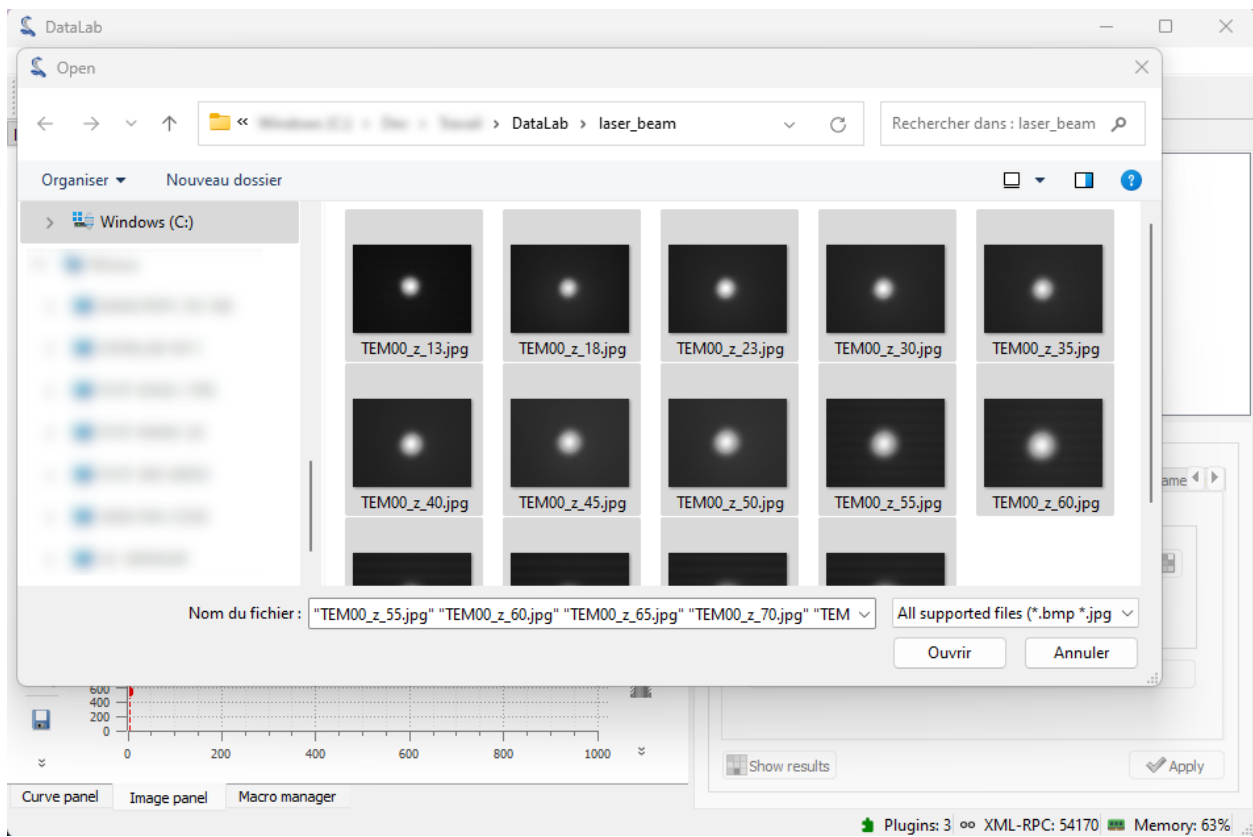 DataLab
Open
« > DataLab > laser_beam
Rechercher dans : laser_beam
Organiser
Nouveau dossier
Windows (C:)
TEM00_z_13.jpg
TEM00_z_18.jpg
TEM00_z_23.jpg
TEM00_z_30.jpg
TEM00_z_35.jpg
TEM00_z_40.jpg
TEM00_z_45.jpg
TEM00_z_50.jpg
TEM00_z_55.jpg
TEM00_z_60.jpg
ame
Nom du fichier :
"TEM00_z_55.jpg" "TEM00_z_60.jpg" "TEM00_z_65.jpg" "TEM00_z_70.jpg" "TEM
All supported files (*.bmp *.jpg
Ouvrir
Annuler
600
400
200
0
0 200 400 600 800 1000
Show results
Apply
Curve panel
Image panel
Macro manager
Plugins: 3
XML-RPC: 54170
Memory: 63%